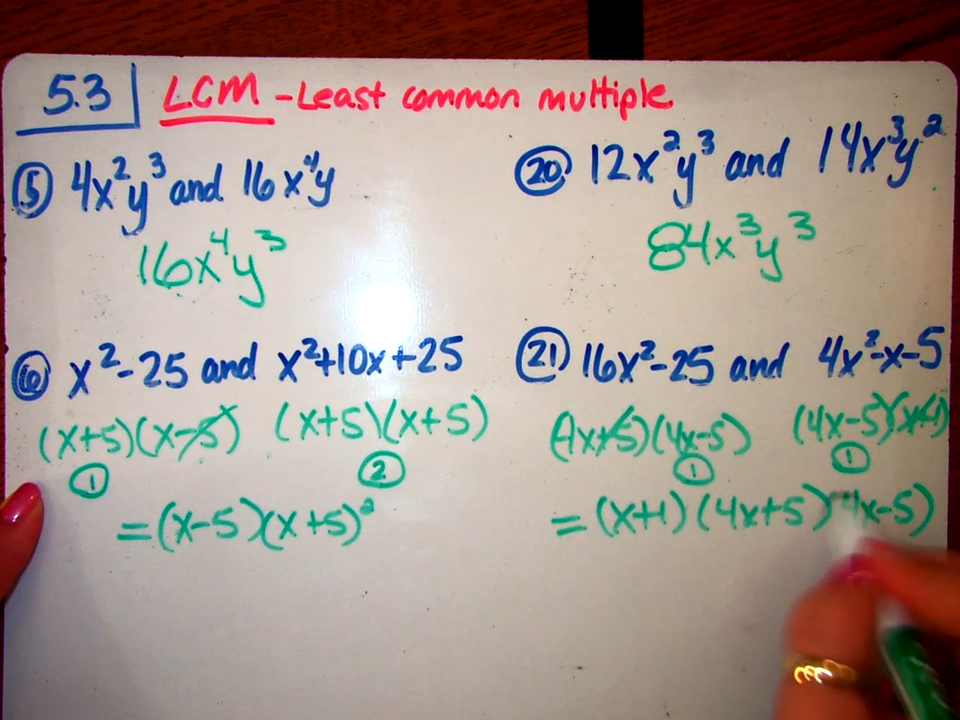 5.3 LCM - Least common multiple.
⑤ 4x²y³ and 16x⁴y
16x⁴y³
⑳ 12x²y³ and 14x³y²
84x³y³
⑥ x²-25 and x²+10x+25
(x+5)(x-5) (x+5)(x+5)
① ②
=(x-5)(x+5)²
㉑ 16x²-25 and 4x²-x-5
(4x+5)(4x-5) (4x-5)(x+1)
① ①
=(x+1)(4x+5)(4x-5)